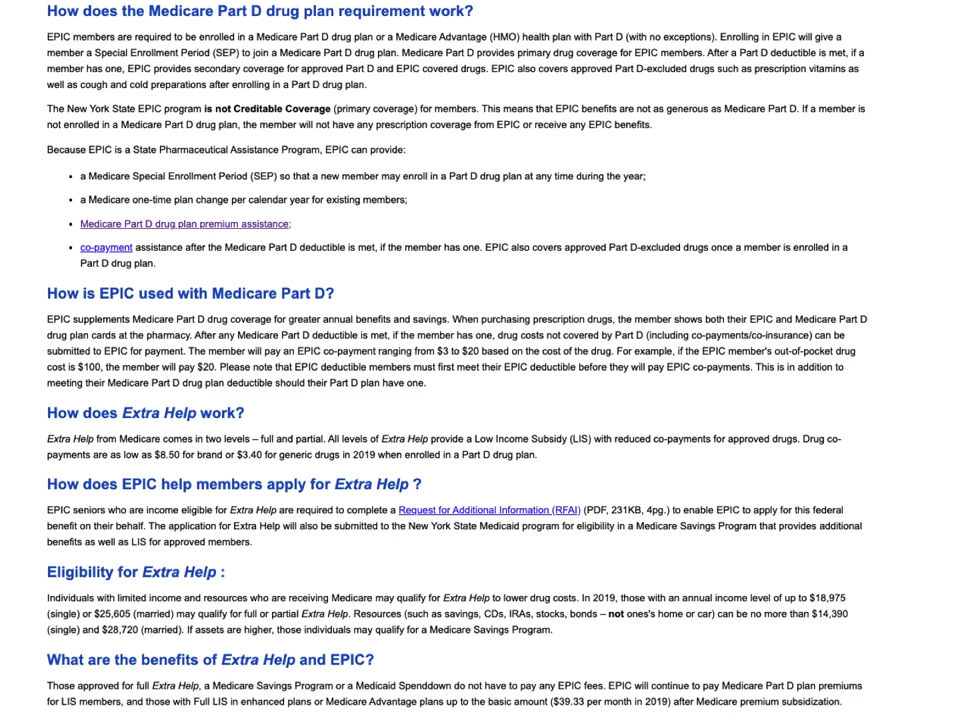 How does the Medicare Part D drug plan requirement work?
EPIC members are required to be enrolled in a Medicare Part D drug plan or a Medicare Advantage (HMO) health plan with Part D (with no exceptions). Enrolling in EPIC will give a
member a Special Enrollment Period (SEP) to join a Medicare Part D drug plan. Medicare Part D provides primary drug coverage for EPIC members. After a Part D deductible is met, if a
member has one, EPIC provides secondary coverage for approved Part D and EPIC covered drugs. EPIC also covers approved Part D-excluded drugs such as prescription vitamins as
well as cough and cold preparations after enrolling in a Part D drug plan.
The New York State EPIC program is not Creditable Coverage (primary coverage) for members. This means that EPIC benefits are not as generous as Medicare Part D. If a member is
not enrolled in a Medicare Part D drug plan, the member will not have any prescription coverage from EPIC or receive any EPIC benefits.
Because EPIC is a State Pharmaceutical Assistance Program, EPIC can provide:
• a Medicare Special Enrollment Period (SEP) so that a new member may enroll in a Part D drug plan at any time during the year;
• a Medicare one-time plan change per calendar year for existing members;
• Medicare Part D drug plan premium assistance;
• co-payment assistance after the Medicare Part D deductible is met, if the member has one. EPIC also covers approved Part D-excluded drugs once a member is enrolled in a
Part D drug plan.
How is EPIC used with Medicare Part D?
EPIC supplements Medicare Part D drug coverage for greater annual benefits and savings. When purchasing prescription drugs, the member shows both their EPIC and Medicare Part D
drug plan cards at the pharmacy. After any Medicare Part D deductible is met, if the member has one, drug costs not covered by Part D (including co-payments/co-insurance) can be
submitted to EPIC for payment. The member will pay an EPIC co-payment ranging from $3 to $20 based on the cost of the drug. For example, if the EPIC member's out-of-pocket drug
cost is $100, the member will pay $20. Please note that EPIC deductible members must first meet their EPIC deductible before they will pay EPIC co-payments. This is in addition to
meeting their Medicare Part D drug plan deductible should their Part D plan have one.
How does Extra Help work?
Extra Help from Medicare comes in two levels – full and partial. All levels of Extra Help provide a Low Income Subsidy (LIS) with reduced co-payments for approved drugs. Drug co-
payments are as low as $8.50 for brand or $3.40 for generic drugs in 2019 when enrolled in a Part D drug plan.
How does EPIC help members apply for Extra Help ?
EPIC seniors who are income eligible for Extra Help are required to complete a Request for Additional Information (RFAI) (PDF, 231KB, 4pg.) to enable EPIC to apply for this federal
benefit on their behalf. The application for Extra Help will also be submitted to the New York State Medicaid program for eligibility in a Medicare Savings Program that provides additional
benefits as well as LIS for approved members.
Eligibility for Extra Help :
Individuals with limited income and resources who are receiving Medicare may qualify for Extra Help to lower drug costs. In 2019, those with an annual income level of up to $18,975
(single) or $25,605 (married) may qualify for full or partial Extra Help. Resources (such as savings, CDs, IRAs, stocks, bonds – not ones's home or car) can be no more than $14,390
(single) and $28,720 (married). If assets are higher, those individuals may qualify for a Medicare Savings Program.
What are the benefits of Extra Help and EPIC?
Those approved for full Extra Help, a Medicare Savings Program or a Medicaid Spenddown do not have to pay any EPIC fees. EPIC will continue to pay Medicare Part D plan premiums
for LIS members, and those with Full LIS in enhanced plans or Medicare Advantage plans up to the basic amount ($39.33 per month in 2019) after Medicare premium subsidization.